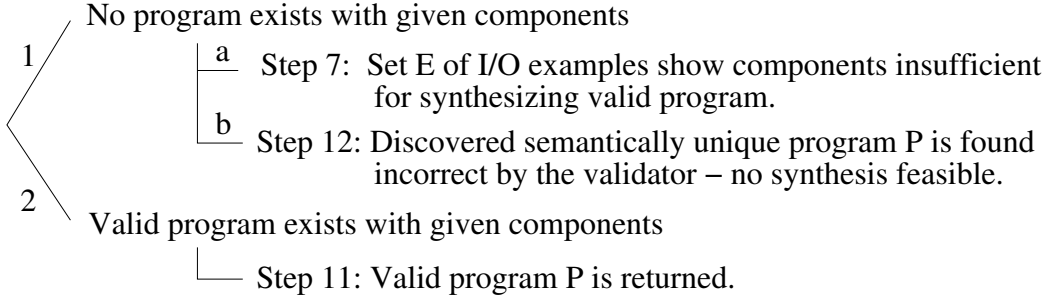 No program exists with given components
1
a
Step 7: Set E of I/O examples show components insufficient
for synthesizing valid program.
b
Step 12: Discovered semantically unique program P is found
incorrect by the validator – no synthesis feasible.
2
Valid program exists with given components
Step 11: Valid program P is returned.